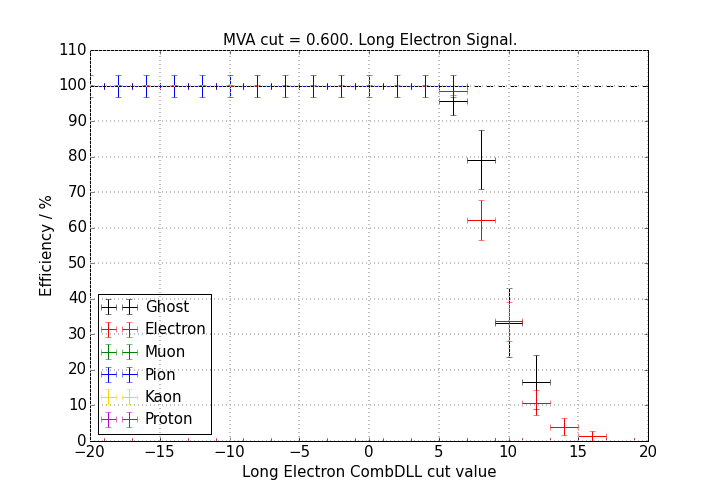 MVA cut = 0.600. Long Electron Signal.
110
100
90
80
70
60
50
40
30
20
10
0
Efficiency / %
Ghost
Electron
Muon
Pion
Kaon
Proton
−20 −15 −10 −5 0 5 10 15 20
Long Electron CombDLL cut value